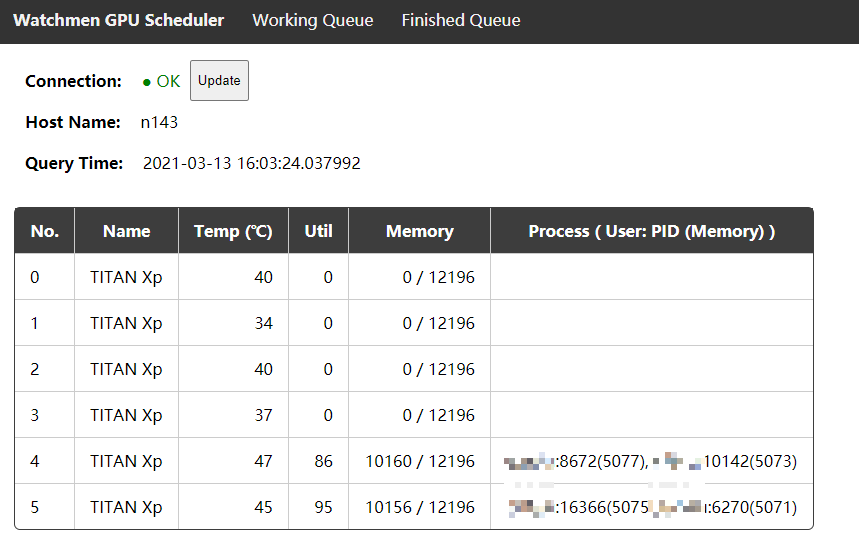 Watchmen GPU Scheduler Working Queue Finished Queue
Connection: ● OK Update
Host Name: n143
Query Time: 2021-03-13 16:03:24.037992
No. Name Temp (℃) Util Memory Process ( User: PID (Memory) )
0 TITAN Xp 40 0 0 / 12196
1 TITAN Xp 34 0 0 / 12196
2 TITAN Xp 40 0 0 / 12196
3 TITAN Xp 37 0 0 / 12196
4 TITAN Xp 47 86 10160 / 12196 :8672(5077), 10142(5073)
5 TITAN Xp 45 95 10156 / 12196 :16366(5075 :6270(5071)